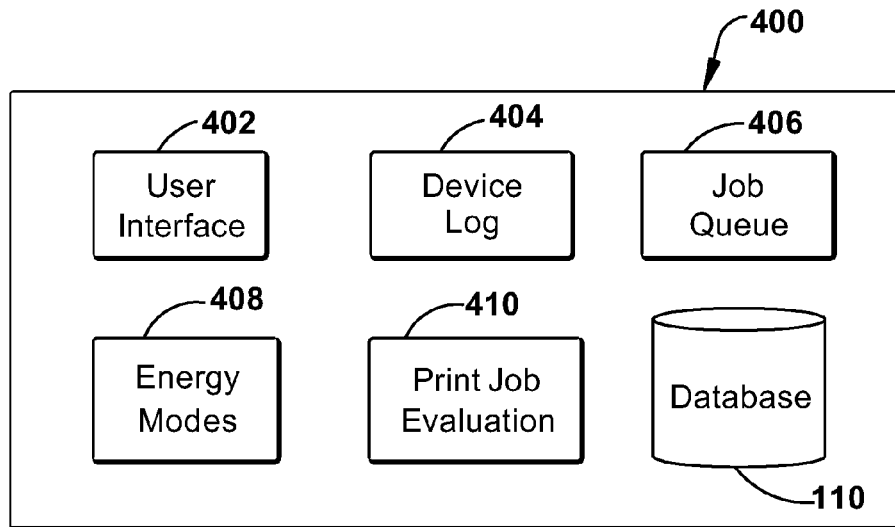 400
402
User
Interface
404
Device
Log
406
Job
Queue
408
Energy
Modes
410
Print Job
Evaluation
Database
110